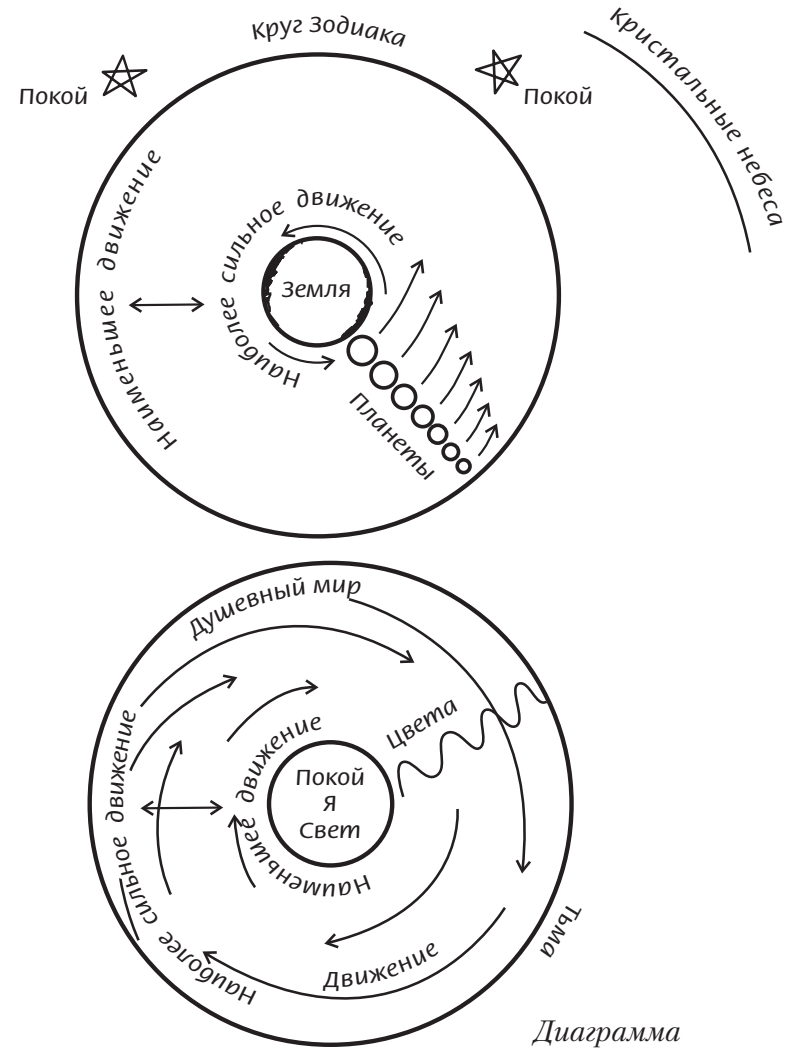 Круг Зодиака
Кристальные небеса
Покой
Покой
Наименьшее движение
Наиболее сильное движение
Земля
Планеты
Душевный мир
Цвета
Наиболее сильное движение
Наименьшее движение
Покой
Я
Свет
Движение
Тьма
Диаграмма